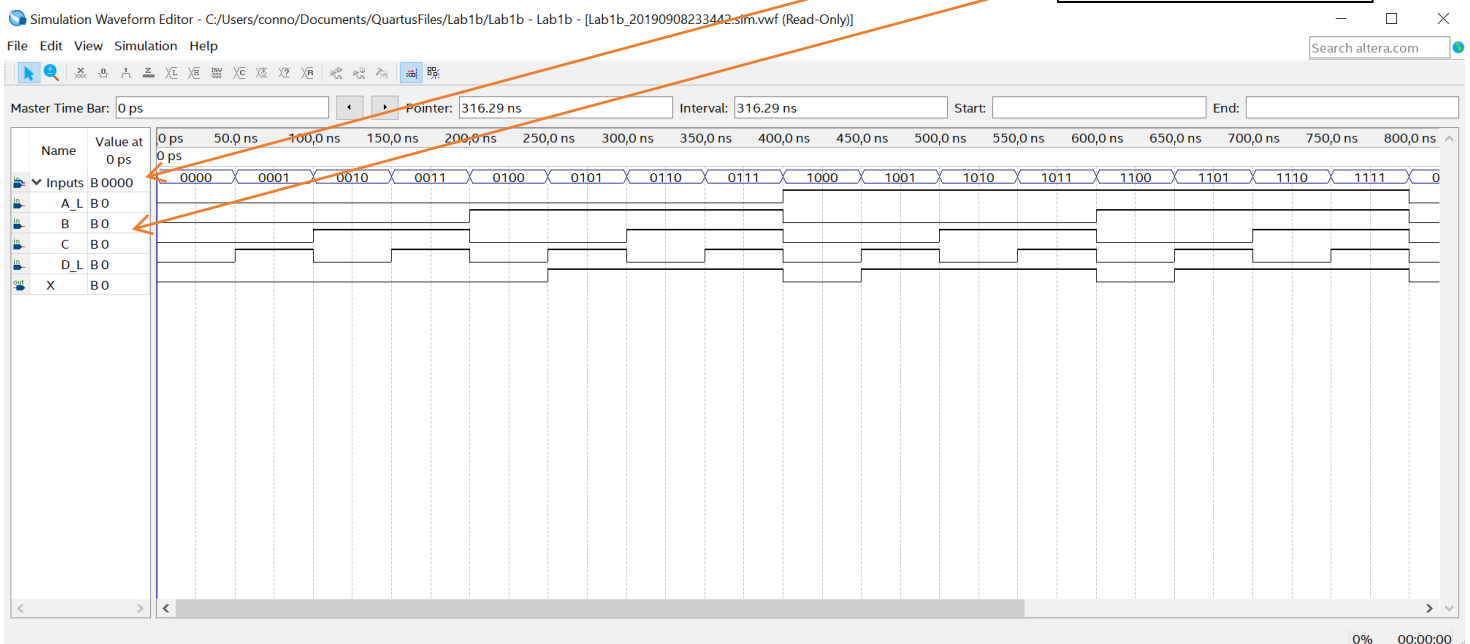 Simulation Waveform Editor - C:/Users/conno/Documents/QuartusFiles/Lab1b/Lab1b - Lab1b - [Lab1b_20190908233442.sim.vwf (Read-Only)]
File Edit View Simulation Help
Search altera.com
Master Time Bar: 0 ps Pointer: 316.29 ns Interval: 316.29 ns Start: End:
Name Value at 0 ps
0 ps 50,0 ns 100,0 ns 150,0 ns 200,0 ns 250,0 ns 300,0 ns 350,0 ns 400,0 ns 450,0 ns 500,0 ns 550,0 ns 600,0 ns 650,0 ns 700,0 ns 750,0 ns 800,0 ns
0 ps
Inputs B 0000 0000 0001 0010 0011 0100 0101 0110 0111 1000 1001 1010 1011 1100 1101 1110 1111 0
A_L B 0
B B 0
C B 0
D_L B 0
X B 0
0% 00:00:00